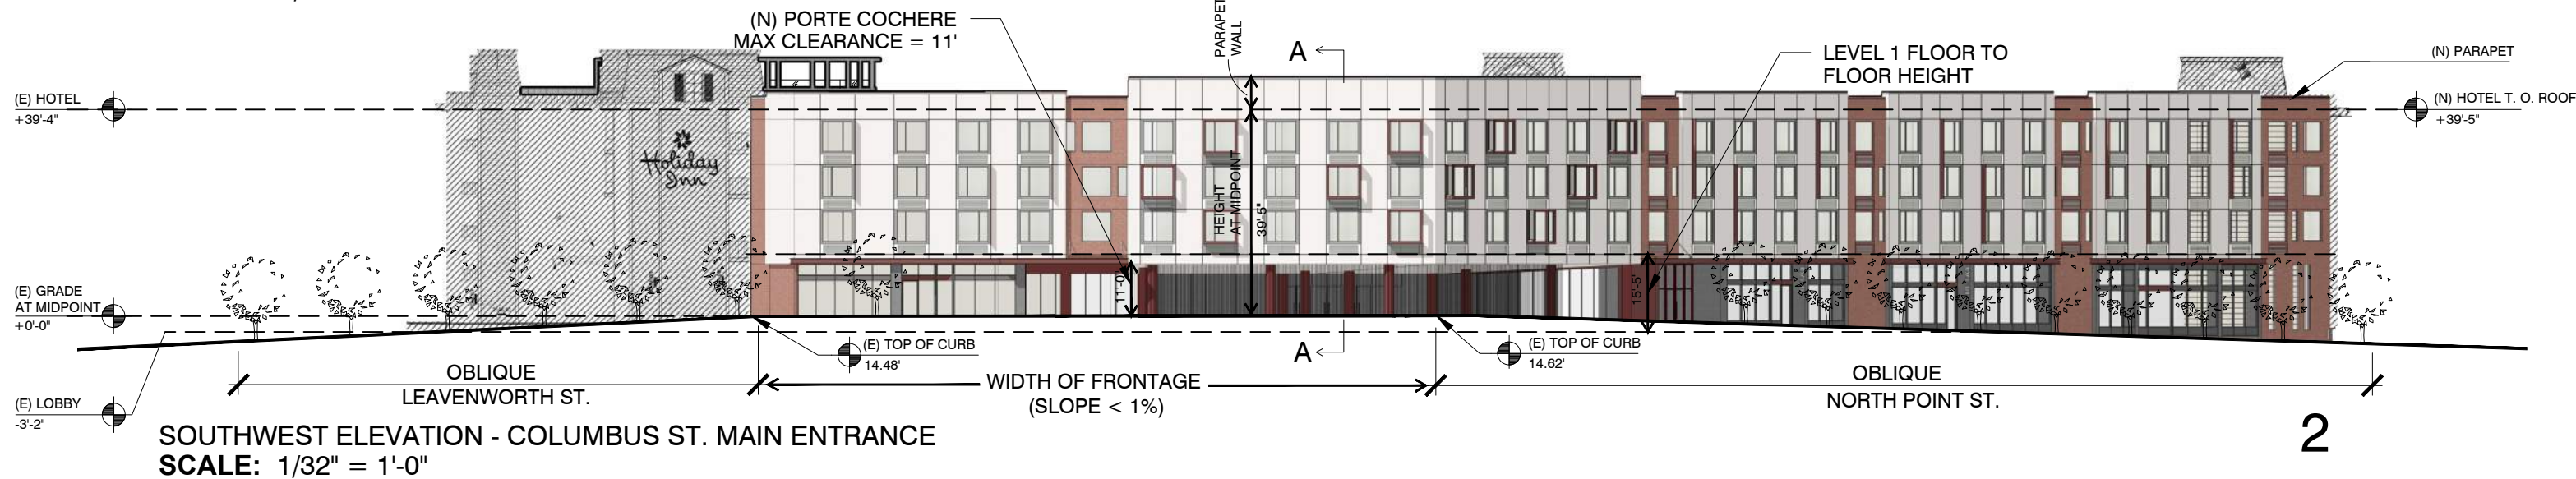 (N) PORTE COCHERE
MAX CLEARANCE = 11'
PARAPET
WALL
A
LEVEL 1 FLOOR TO
FLOOR HEIGHT
(N) PARAPET
(E) HOTEL
+39'-4"
(N) HOTEL T. O. ROOF
+39'-5"
Holiday
Inn
HEIGHT
AT MIDPOINT
39'-5"
11'-0"
15'-5"
(E) GRADE
AT MIDPOINT
+0'-0"
(E) TOP OF CURB
14.48'
A
(E) TOP OF CURB
14.62'
OBLIQUE
LEAVENWORTH ST.
WIDTH OF FRONTAGE
(SLOPE < 1%)
OBLIQUE
NORTH POINT ST.
(E) LOBBY
-3'-2"
SOUTHWEST ELEVATION - COLUMBUS ST. MAIN ENTRANCE
SCALE: 1/32" = 1'-0"
2